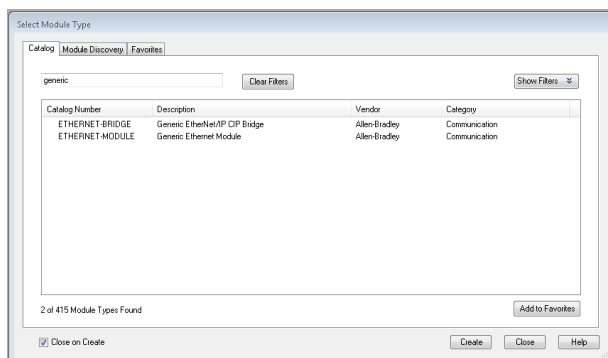 Select Module Type
Catalog Module Discovery Favorites
generic Clear Filters Show Filters
Catalog Number Description Vendor Category
ETHERNET-BRIDGE Generic EtherNet/IP CIP Bridge Allen-Bradley Communication
ETHERNET-MODULE Generic Ethernet Module Allen-Bradley Communication
2 of 415 Module Types Found Add to Favorites
Close on Create Create Close Help